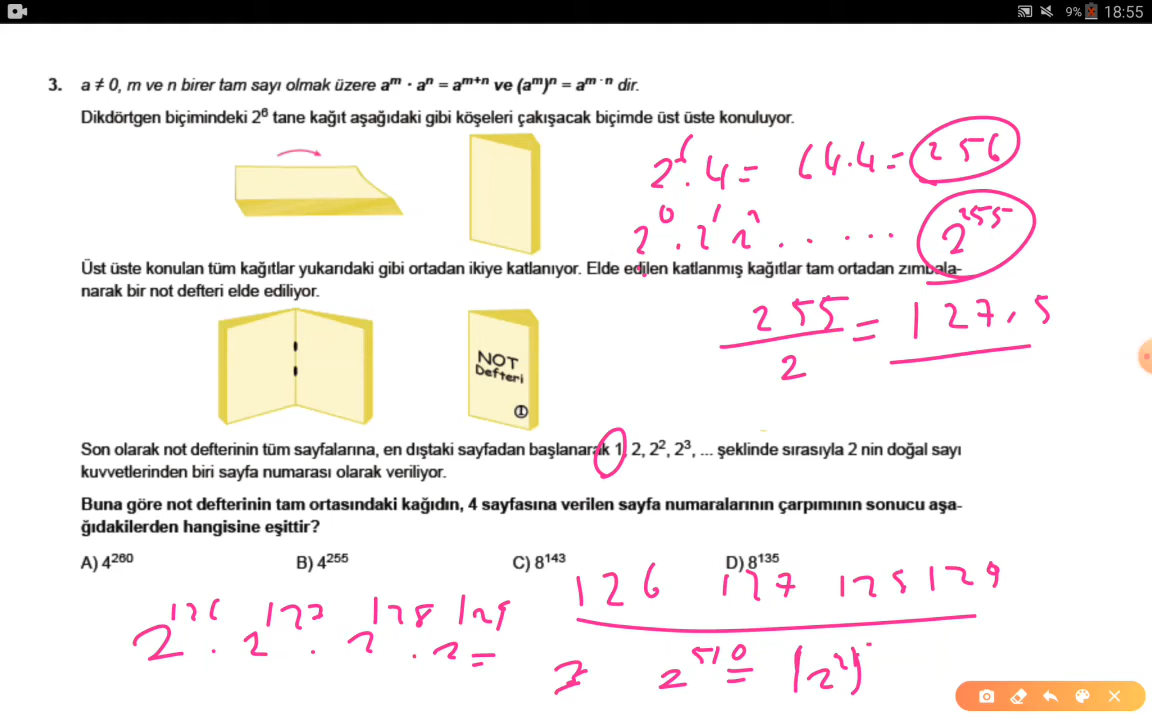 9% 18:55
3. a ≠ 0, m ve n birer tam sayı olmak üzere aᵐ · aⁿ = aᵐ⁺ⁿ ve (aᵐ)ⁿ = aᵐ · ⁿ dir.
Dikdörtgen biçimindeki 2⁶ tane kağıt aşağıdaki gibi köşeleri çakışacak biçimde üst üste konuluyor.
2⁶ . 4 = 64.4 = 256
2⁰ . 2¹ 2² . . . . . . 2²⁵⁵
Üst üste konulan tüm kağıtlar yukarıdaki gibi ortadan ikiye katlanıyor. Elde edilen katlanmış kağıtlar tam ortadan zımbala-
narak bir not defteri elde ediliyor.
255/2 = 127,5
NOT
Defteri
1
Son olarak not defterinin tüm sayfalarına, en dıştaki sayfadan başlanarak 1, 2, 2², 2³, ... şeklinde sırasıyla 2 nin doğal sayı
kuvvetlerinden biri sayfa numarası olarak veriliyor.
Buna göre not defterinin tam ortasındaki kağıdın, 4 sayfasına verilen sayfa numaralarının çarpımının sonucu aşa-
ğıdakilerden hangisine eşittir?
A) 4²⁶⁰ B) 4²⁵⁵ C) 8¹⁴³ D) 8¹³⁵
126 127 128 129
2¹²⁶ . 2¹²⁷ . 2¹²⁸ . 2¹²⁹ =
2⁵¹⁰ =